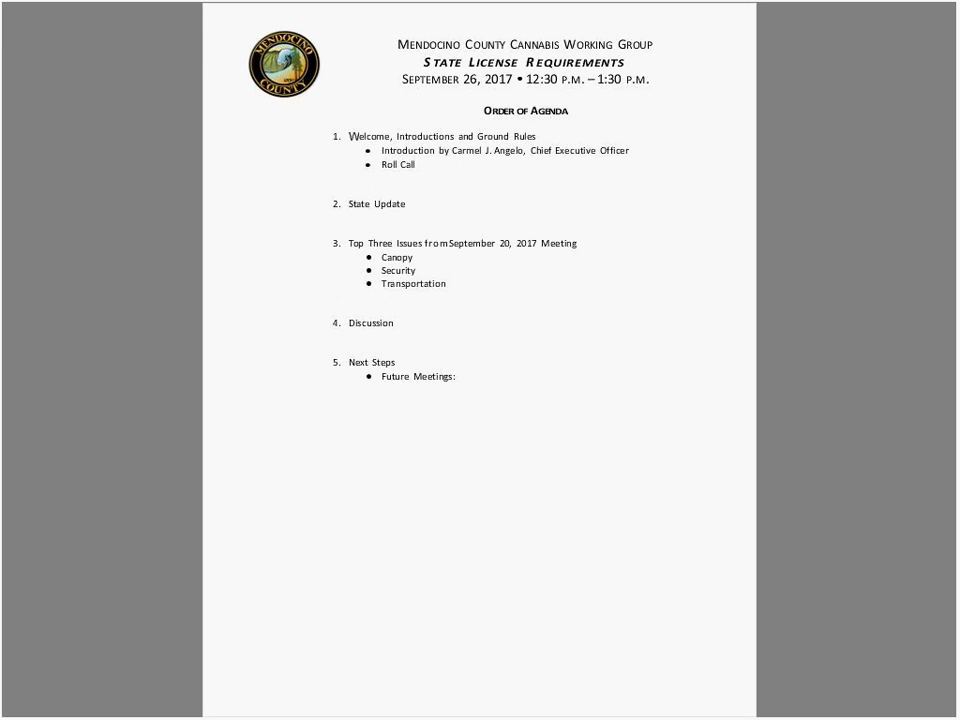 MENDOCINO
COUNTY
MENDOCINO COUNTY CANNABIS WORKING GROUP
STATE LICENSE REQUIREMENTS
SEPTEMBER 26, 2017 • 12:30 P.M. – 1:30 P.M.
ORDER OF AGENDA
1. Welcome, Introductions and Ground Rules
● Introduction by Carmel J. Angelo, Chief Executive Officer
● Roll Call
2. State Update
3. Top Three Issues from September 20, 2017 Meeting
● Canopy
● Security
● Transportation
4. Discussion
5. Next Steps
● Future Meetings: